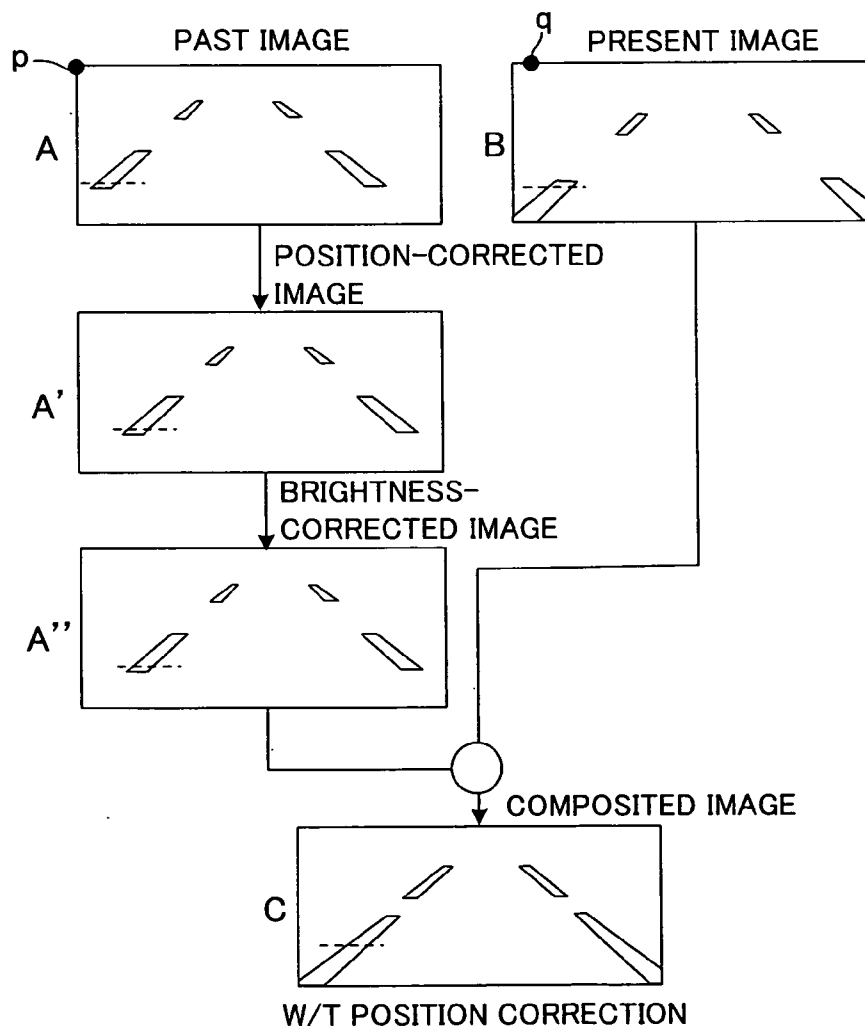 p
PAST IMAGE
q
PRESENT IMAGE
A
B
POSITION-CORRECTED
IMAGE
A'
BRIGHTNESS-
CORRECTED IMAGE
A''
COMPOSITED IMAGE
C
W/T POSITION CORRECTION